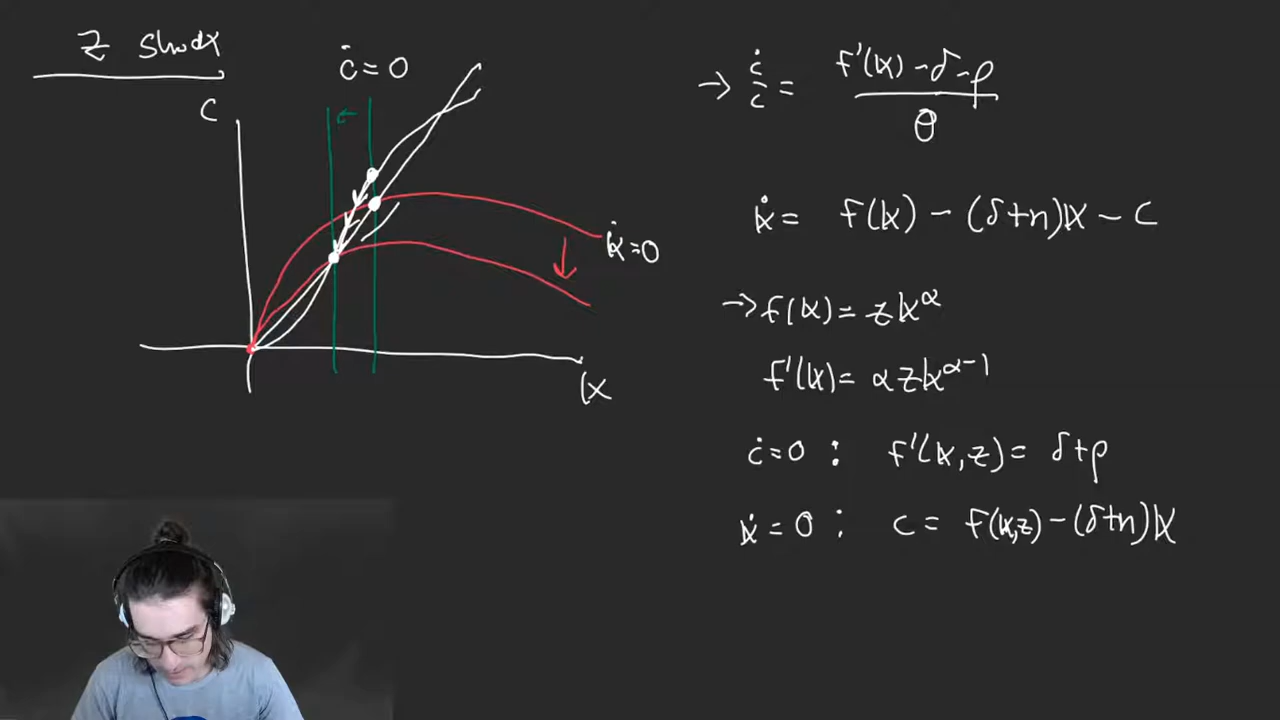 z shock
ċ = 0
c
k̇ = 0
k
→ ċ/c = (f'(k) - δ - ρ)/θ
k̇ = f(k) - (δ+n)k - c
→ f(k) = zk^α
f'(k) = αzk^(α-1)
ċ = 0 : f'(k,z) = δ+ρ
k̇ = 0 : c = f(k,z) - (δ+n)k